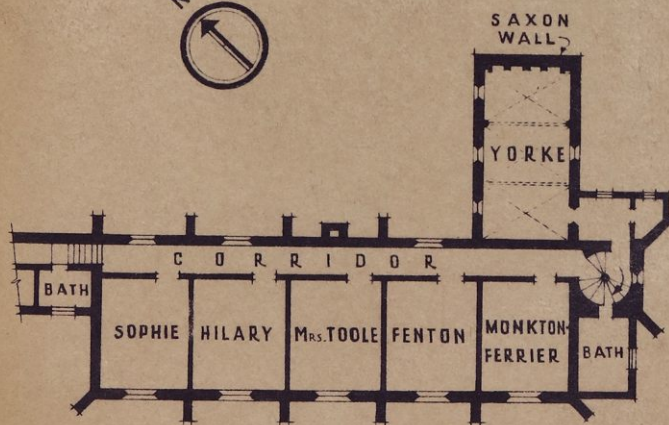 N
SAXON
WALL
YORKE
CORRIDOR
BATH
SOPHIE
HILARY
MRS. TOOLE
FENTON
MONKTON-
FERRIER
BATH